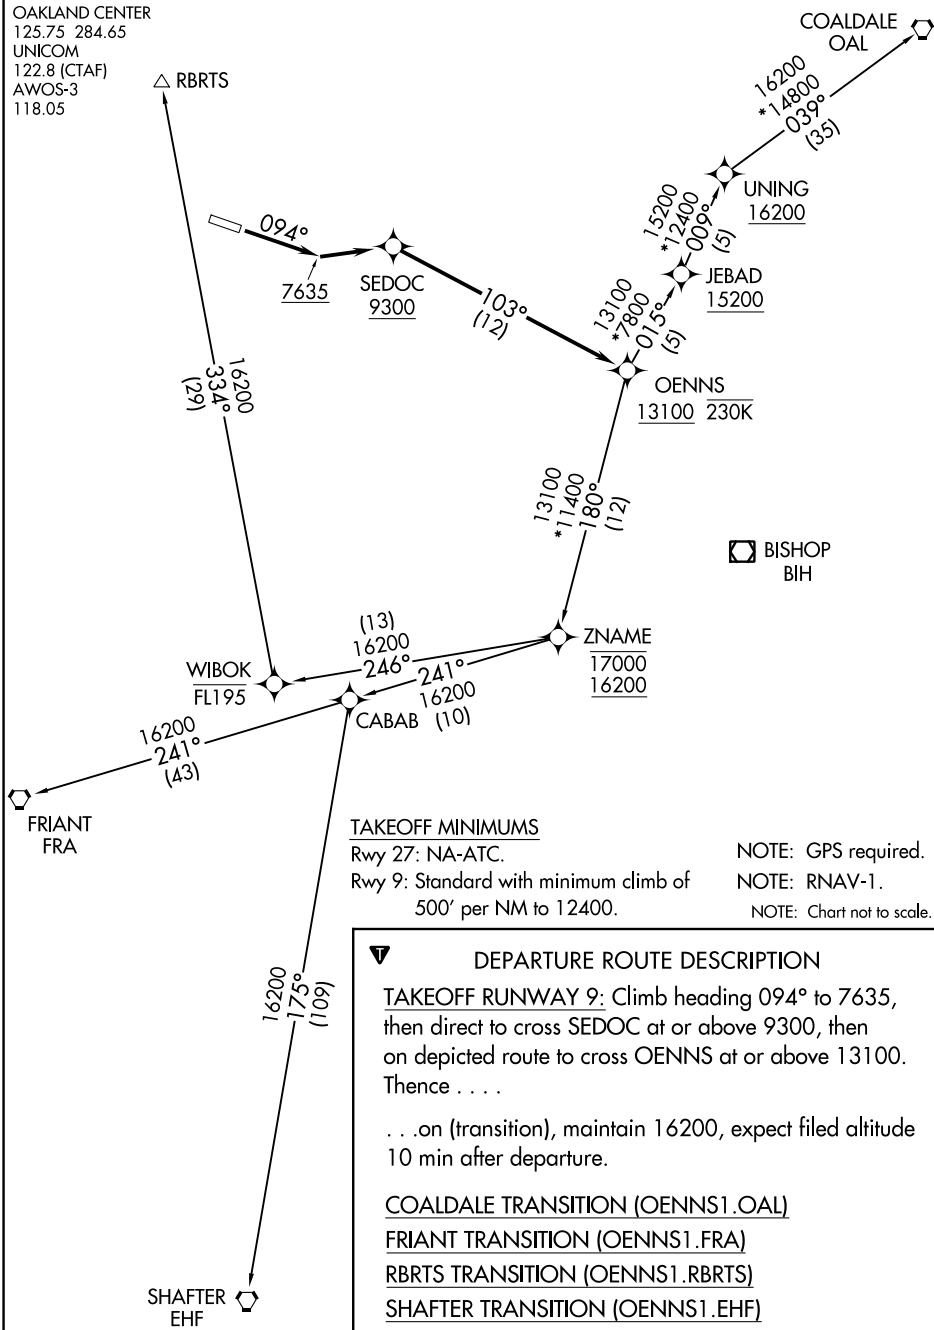 OAKLAND CENTER
125.75 284.65
UNICOM
122.8 (CTAF)
AWOS-3
118.05
RBRTS
COALDALE
OAL
16200
*14800
039°
(35)
UNING
16200
15200
*12400
009°
(5)
JEBAD
15200
094°
7635
SEDOC
9300
103°
(12)
13100
*7800
015°
(5)
OENNS
13100 230K
16200
334°
(29)
13100
*11400
180°
(12)
BISHOP
BIH
ZNAME
17000
16200
(13)
16200
246°
WIBOK
FL195
241°
16200
(10)
CABAB
16200
241°
(43)
FRIANT
FRA
16200
175°
(109)
SHAFTER
EHF
TAKEOFF MINIMUMS
Rwy 27: NA-ATC.
Rwy 9: Standard with minimum climb of
500' per NM to 12400.
NOTE: GPS required.
NOTE: RNAV-1.
NOTE: Chart not to scale.
T
DEPARTURE ROUTE DESCRIPTION
TAKEOFF RUNWAY 9: Climb heading 094° to 7635,
then direct to cross SEDOC at or above 9300, then
on depicted route to cross OENNS at or above 13100.
Thence . . . .
. . .on (transition), maintain 16200, expect filed altitude
10 min after departure.
COALDALE TRANSITION (OENNS1.OAL)
FRIANT TRANSITION (OENNS1.FRA)
RBRTS TRANSITION (OENNS1.RBRTS)
SHAFTER TRANSITION (OENNS1.EHF)